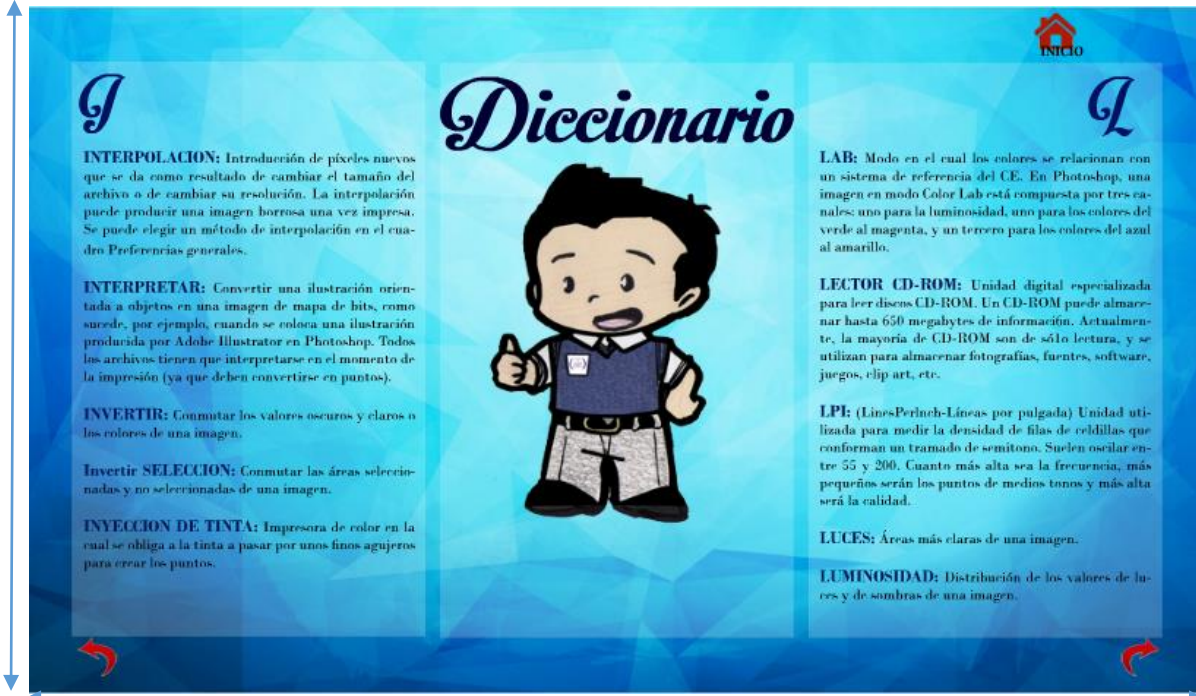 INICIO
I
INTERPOLACION: Introducción de píxeles nuevos
que se da como resultado de cambiar el tamaño del
archivo o de cambiar su resolución. La interpolación
puede producir una imagen borrosa una vez impresa.
Se puede elegir un método de interpolación en el cua-
dro Preferencias generales.
INTERPRETAR: Convertir una ilustración orien-
tada a objetos en una imagen de mapa de bits, como
sucede, por ejemplo, cuando se coloca una ilustración
producida por Adobe Illustrator en Photoshop. Todos
los archivos tienen que interpretarse en el momento de
la impresión (ya que deben convertirse en puntos).
INVERTIR: Conmutar los valores oscuros y claros o
los colores de una imagen.
Invertir SELECCION: Conmutar las áreas seleccio-
nadas y no seleccionadas de una imagen.
INYECCION DE TINTA: Impresora de color en la
cual se obliga a la tinta a pasar por unos finos agujeros
para crear los puntos.
Diccionario
L
LAB: Modo en el cual los colores se relacionan con
un sistema de referencia del CE. En Photoshop, una
imagen en modo Color Lab está compuesta por tres ca-
nales: uno para la luminosidad, uno para los colores del
verde al magenta, y un tercero para los colores del azul
al amarillo.
LECTOR CD-ROM: Unidad digital especializada
para leer discos CD-ROM. Un CD-ROM puede almace-
nar hasta 650 megabytes de información. Actualmen-
te, la mayoría de CD-ROM son de sólo lectura, y se
utilizan para almacenar fotografías, fuentes, software,
juegos, clip art, etc.
LPI: (LinesPerlnch-Líneas por pulgada) Unidad uti-
lizada para medir la densidad de filas de celdillas que
conforman un tramado de semitono. Suelen oscilar en-
tre 55 y 200. Cuanto más alta sea la frecuencia, más
pequeños serán los puntos de medios tonos y más alta
será la calidad.
LUCES: Áreas más claras de una imagen.
LUMINOSIDAD: Distribución de los valores de lu-
ces y de sombras de una imagen.